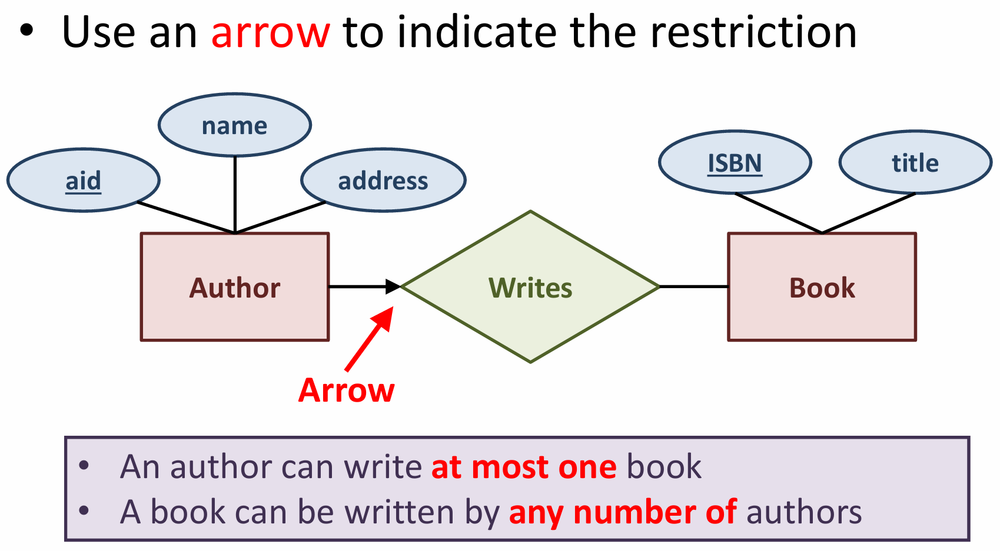 • Use an arrow to indicate the restriction
name
aid
address
ISBN
title
Author
Writes
Book
Arrow
• An author can write at most one book
• A book can be written by any number of authors